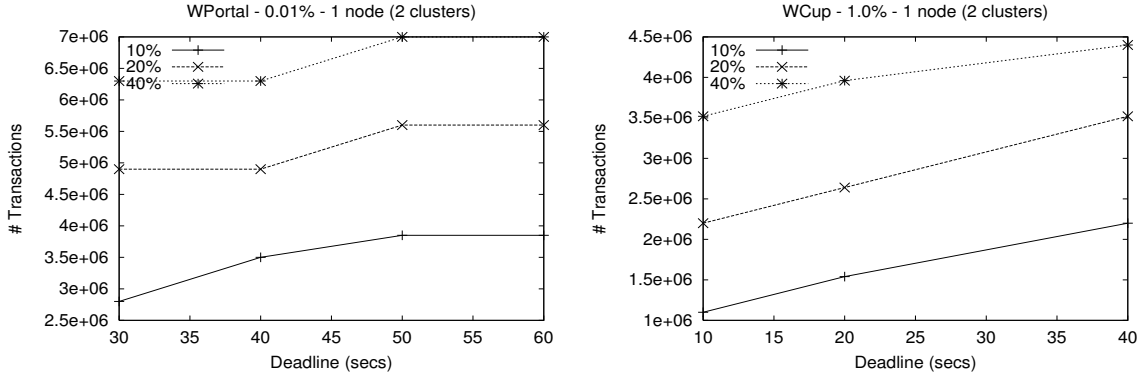 WPortal - 0.01% - 1 node (2 clusters)
7e+06
6.5e+06
6e+06
5.5e+06
5e+06
4.5e+06
4e+06
3.5e+06
3e+06
2.5e+06
# Transactions
10%
20%
40%
30 35 40 45 50 55 60
Deadline (secs)
WCup - 1.0% - 1 node (2 clusters)
4.5e+06
4e+06
3.5e+06
3e+06
2.5e+06
2e+06
1.5e+06
1e+06
# Transactions
10%
20%
40%
10 15 20 25 30 35 40
Deadline (secs)